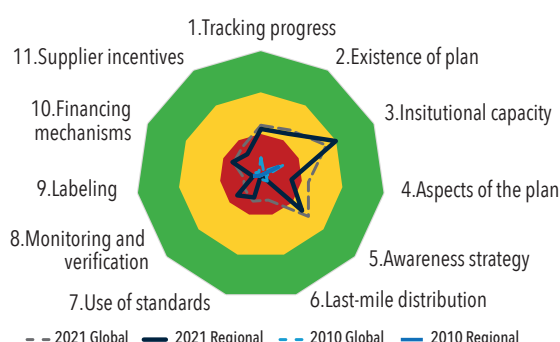 1.Tracking progress
2.Existence of plan
3.Insitutional capacity
4.Aspects of the plan
5.Awareness strategy
6.Last-mile distribution
7.Use of standards
8.Monitoring and
verification
9.Labeling
10.Financing
mechanisms
11.Supplier incentives
2021 Global 2021 Regional 2010 Global 2010 Regional